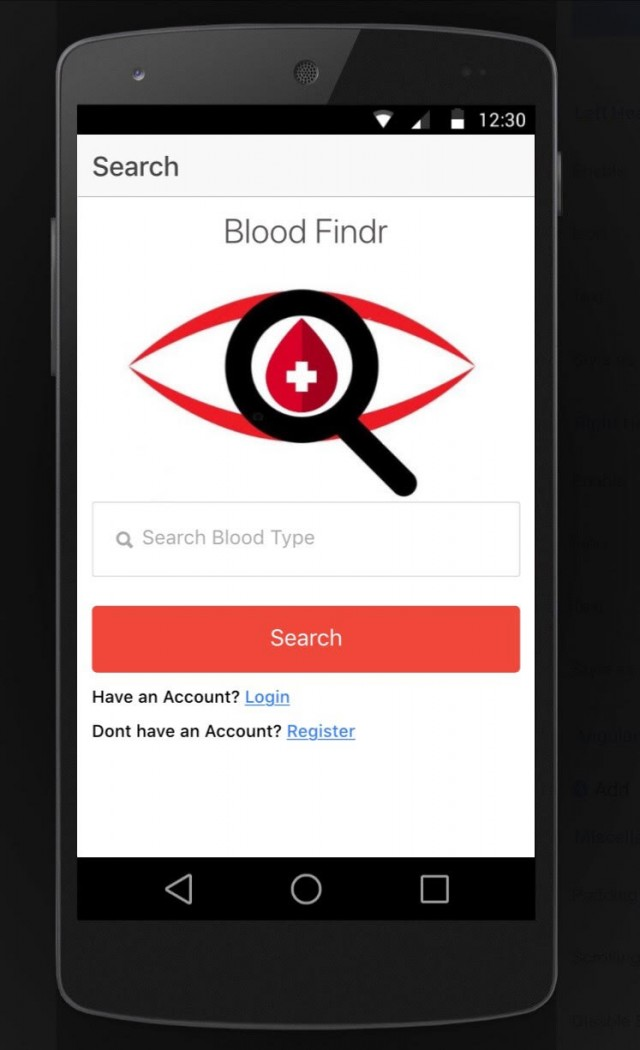 12:30
Search
Blood Findr
Search Blood Type
Search
Have an Account? Login
Dont have an Account? Register